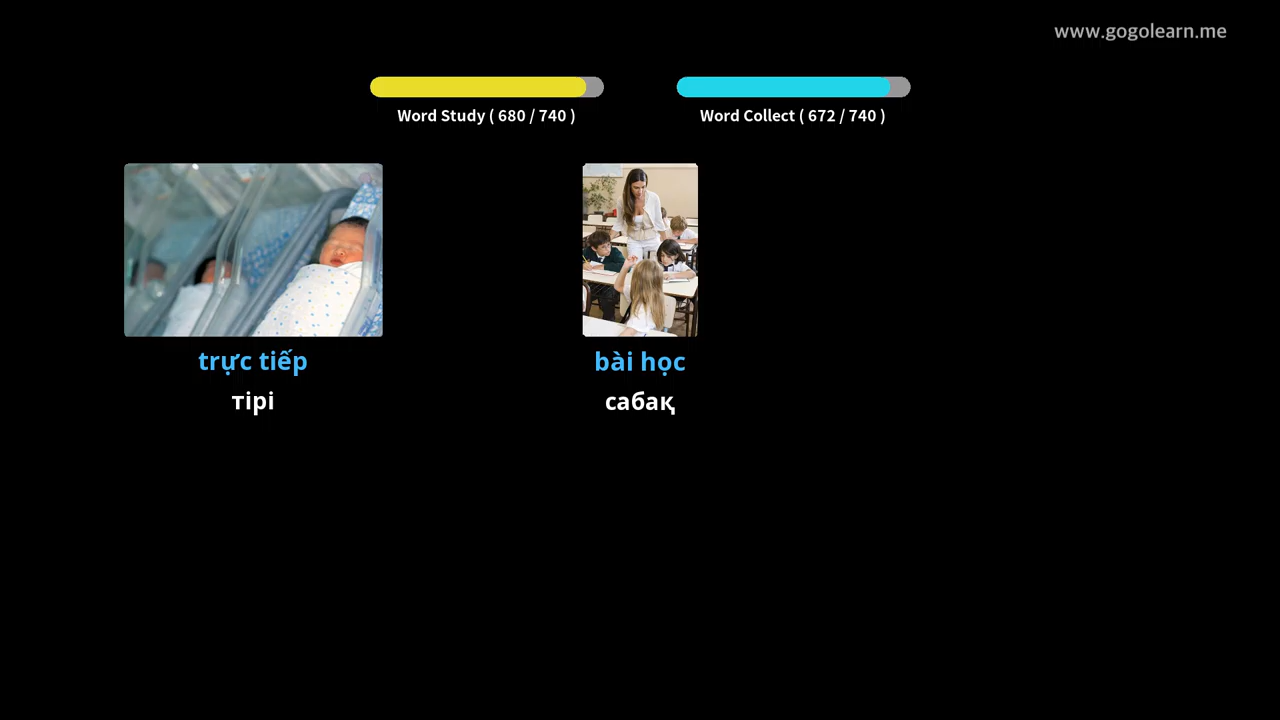 www.gogolearn.me
Word Study ( 680 / 740 )
Word Collect ( 672 / 740 )
trực tiếp
тірі
bài học
сабақ